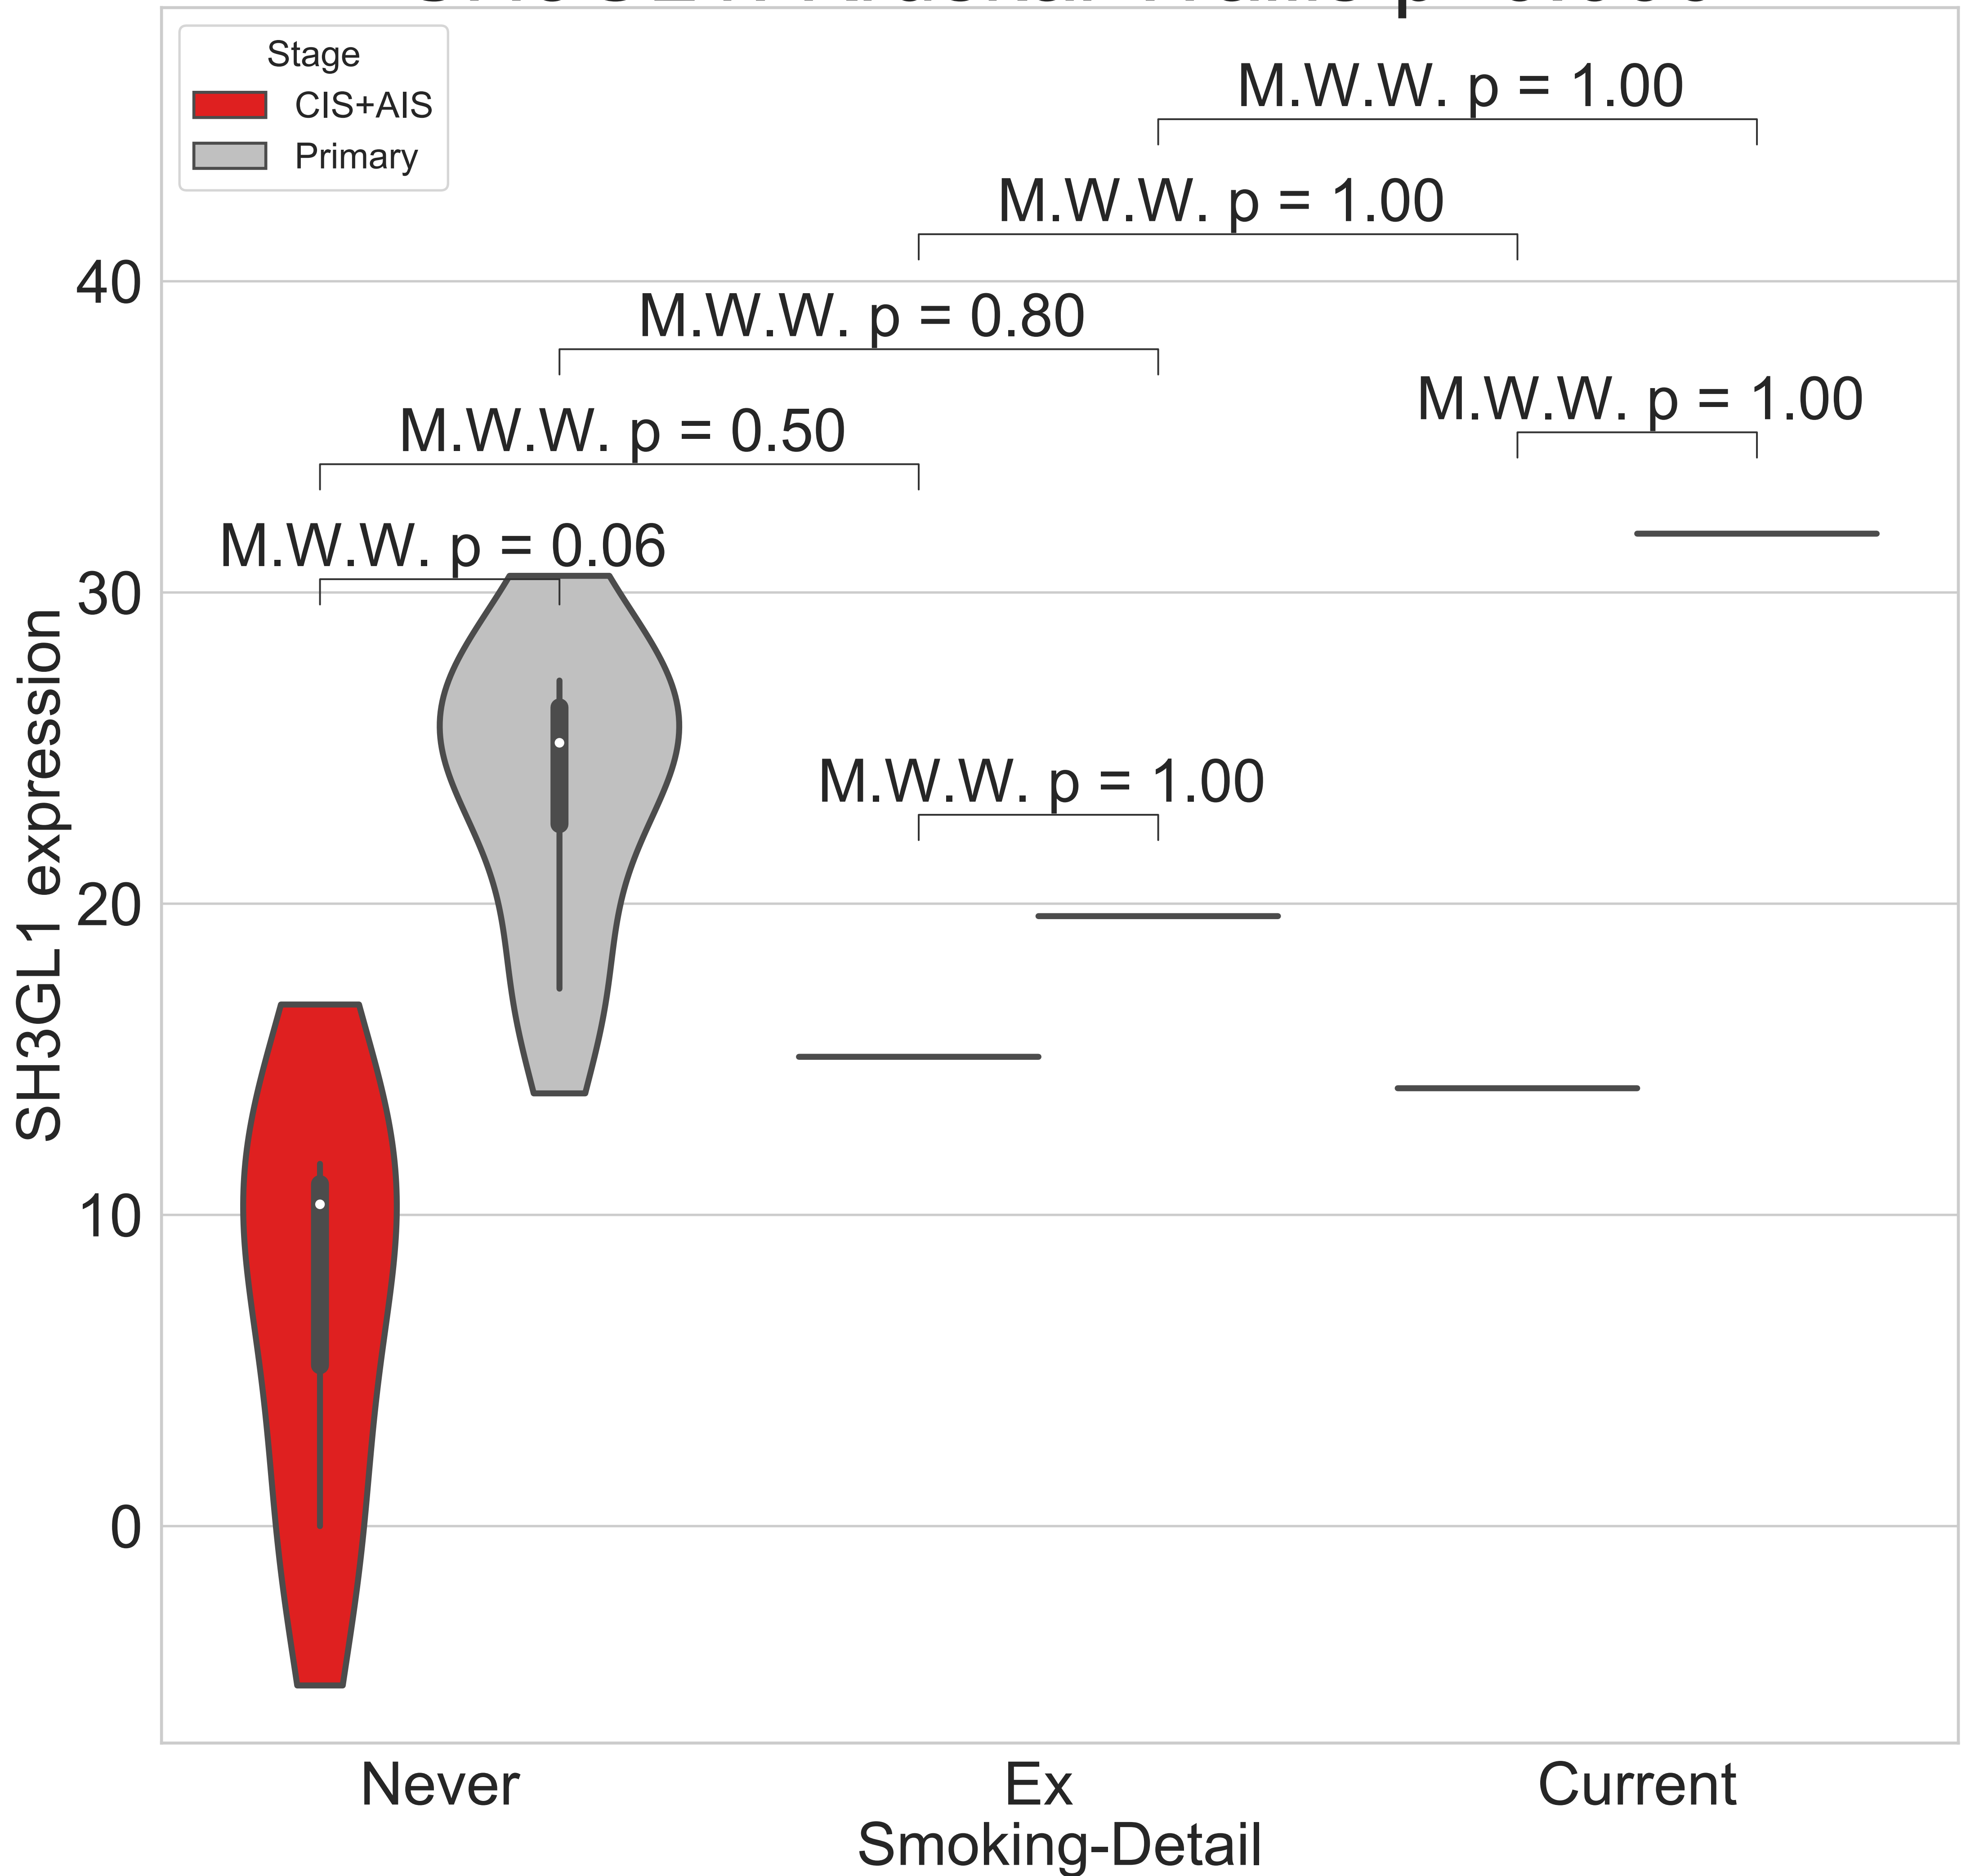 Stage
CIS+AIS
Primary
M.W.W. p = 1.00
M.W.W. p = 1.00
40
M.W.W. p = 0.80
M.W.W. p = 1.00
M.W.W. p = 0.50
M.W.W. p = 0.06
30
SH3GL1 expression
M.W.W. p = 1.00
20
10
0
Never
Ex
Current
Smoking-Detail